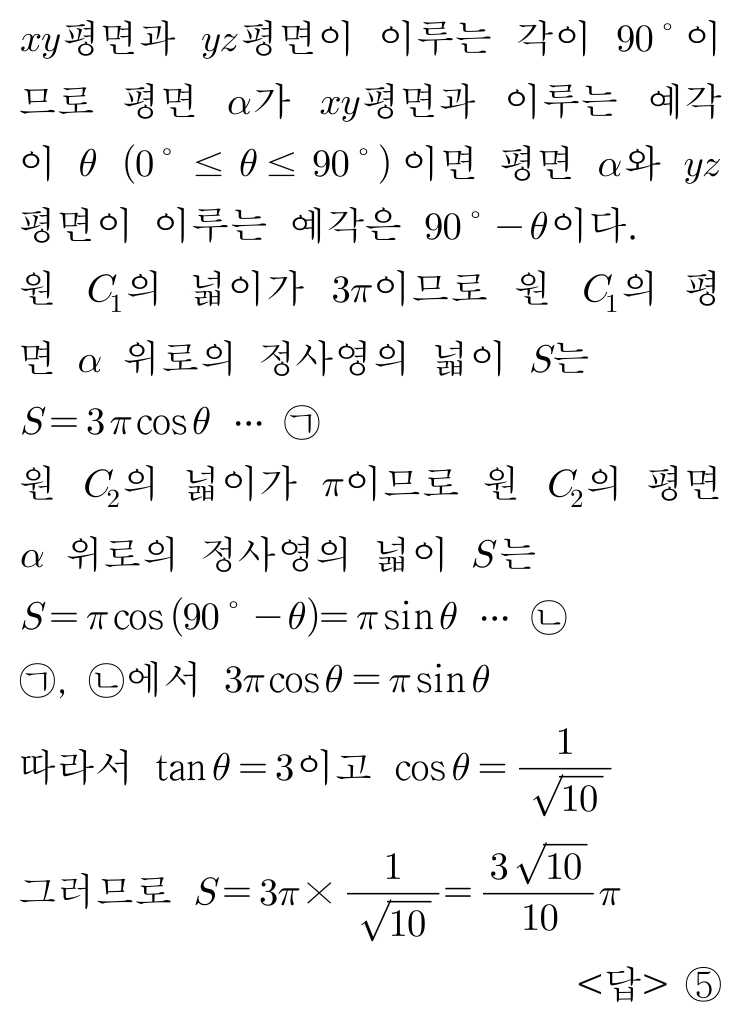 xy평면과 yz평면이 이루는 각이 90°이
므로 평면 α가 xy평면과 이루는 예각
이 θ (0° ≤ θ ≤ 90°)이면 평면 α와 yz
평면이 이루는 예각은 90° − θ이다.
원 C₁의 넓이가 3π이므로 원 C₁의 평
면 α 위로의 정사영의 넓이 S는
S = 3π cos θ ··· ㉠
원 C₂의 넓이가 π이므로 원 C₂의 평면
α 위로의 정사영의 넓이 S는
S = π cos (90° − θ) = π sin θ ··· ㉡
㉠, ㉡에서 3π cos θ = π sin θ
따라서 tan θ = 3이고 cos θ = 1/√10
그러므로 S = 3π × 1/√10 = 3√10/10 π
<답> ⑤